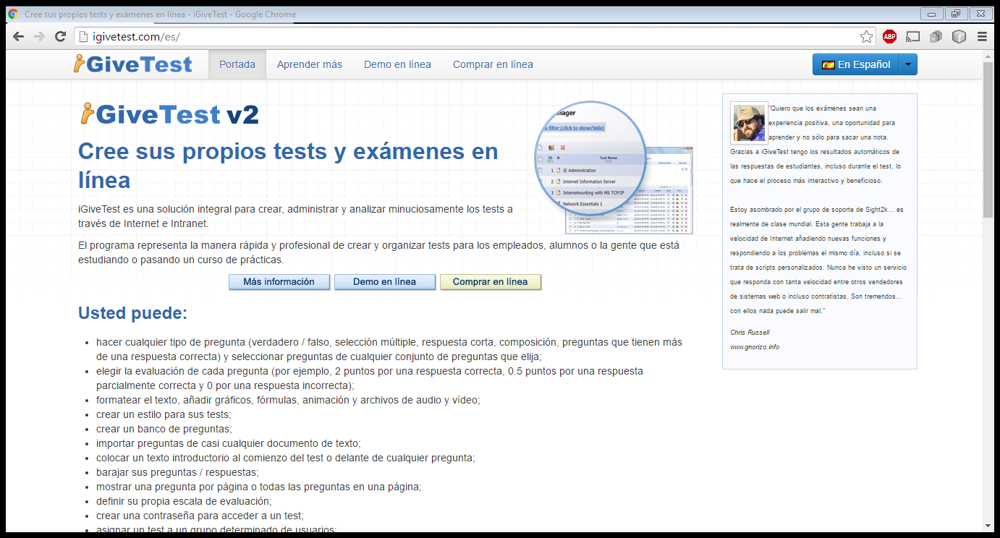 Cree sus propios tests y exámenes en línea - iGiveTest - Google Chrome
igivetest.com/es/
ABP
iGiveTest
Portada
Aprender más
Demo en línea
Comprar en línea
En Español
iGiveTest v2
Cree sus propios tests y exámenes en
línea
iGiveTest es una solución integral para crear, administrar y analizar minuciosamente los tests a
través de Internet e Intranet.
El programa representa la manera rápida y profesional de crear y organizar tests para los empleados, alumnos o la gente que está
estudiando o pasando un curso de prácticas.
nager
a filter (click to show/hide)
ID N Test Name
1 IE Administration
2 Internet Information Server
3 Internetworking with MS TCP/IP
Network Essentials 1
Más información
Demo en línea
Comprar en línea
Usted puede:
• hacer cualquier tipo de pregunta (verdadero / falso, selección múltiple, respuesta corta, composición, preguntas que tienen más
de una respuesta correcta) y seleccionar preguntas de cualquier conjunto de preguntas que elija;
• elegir la evaluación de cada pregunta (por ejemplo, 2 puntos por una respuesta correcta, 0.5 puntos por una respuesta
parcialmente correcta y 0 por una respuesta incorrecta);
• formatear el texto, añadir gráficos, fórmulas, animación y archivos de audio y vídeo;
• crear un estilo para sus tests;
• crear un banco de preguntas;
• importar preguntas de casi cualquier documento de texto;
• colocar un texto introductorio al comienzo del test o delante de cualquier pregunta;
• barajar sus preguntas / respuestas;
• mostrar una pregunta por página o todas las preguntas en una página;
• definir su propia escala de evaluación;
• crear una contraseña para acceder a un test;
• asignar un test a un grupo determinado de usuarios;
"Quiero que los exámenes sean una
experiencia positiva, una oportunidad para
aprender y no sólo para sacar una nota.
Gracias a iGiveTest tengo los resultados automáticos de
las respuestas de estudiantes, incluso durante el test, lo
que hace el proceso más interactivo y beneficioso.
Estoy asombrado por el grupo de soporte de Sight2k... es
realmente de clase mundial. Esta gente trabaja a la
velocidad de Internet añadiendo nuevas funciones y
respondiendo a los problemas el mismo día, incluso si se
trata de scripts personalizados. Nunca he visto un servicio
que responda con tanta velocidad entre otros vendedores
de sistemas web o incluso contratistas. Son tremendos...
con ellos nada puede salir mal."
Chris Russell
www.gnorizo.info